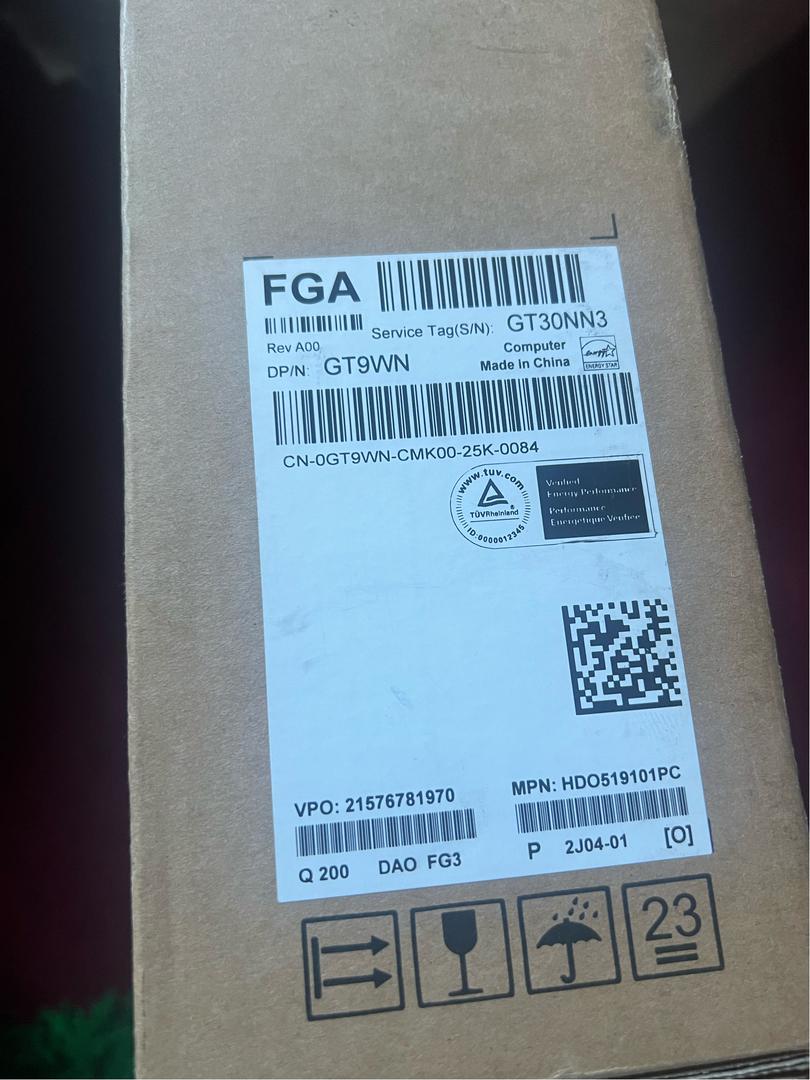 FGA
Service Tag(S/N): GT30NN3
Rev A00
Computer
DP/N: GT9WN
Made in China
ENERGY STAR
CN-0GT9WN-CMK00-25K-0084
www.tuv.com
TÜVRheinland®
ID:0000012345
Verified
Energy Performance
Performance
Energetique Verifiee
VPO: 21576781970
MPN: HDO519101PC
Q 200 DAO FG3
P 2J04-01 [O]
23